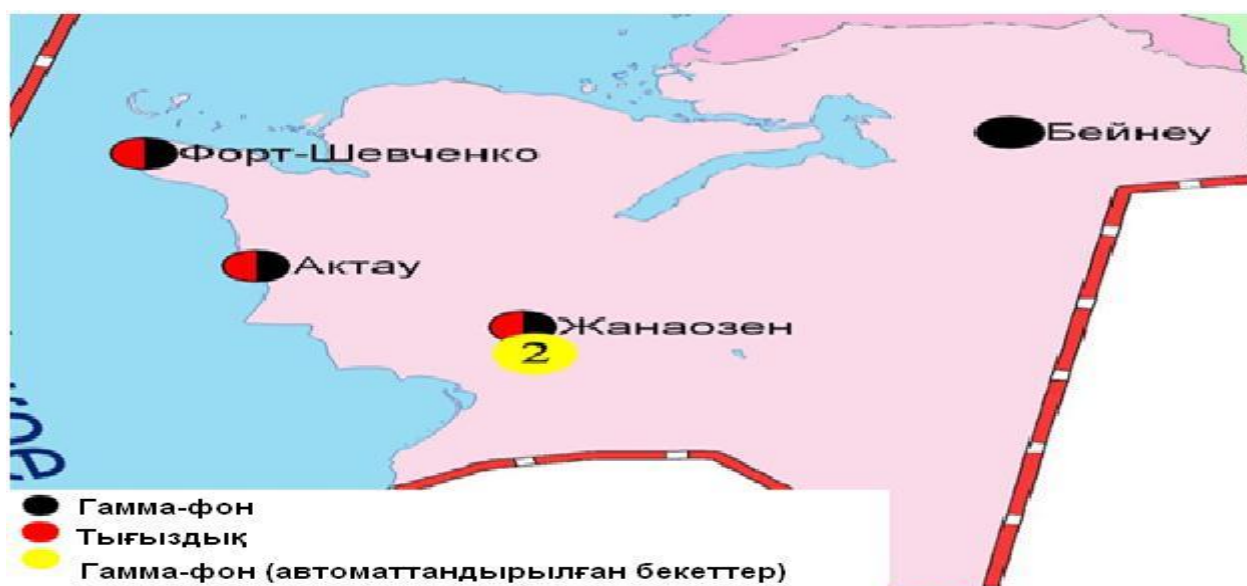 Форт-Шевченко
Бейнеу
Актау
Жанаозен
2
Гамма-фон
Тығыздық
Гамма-фон (автоматтандырылған бекеттер)